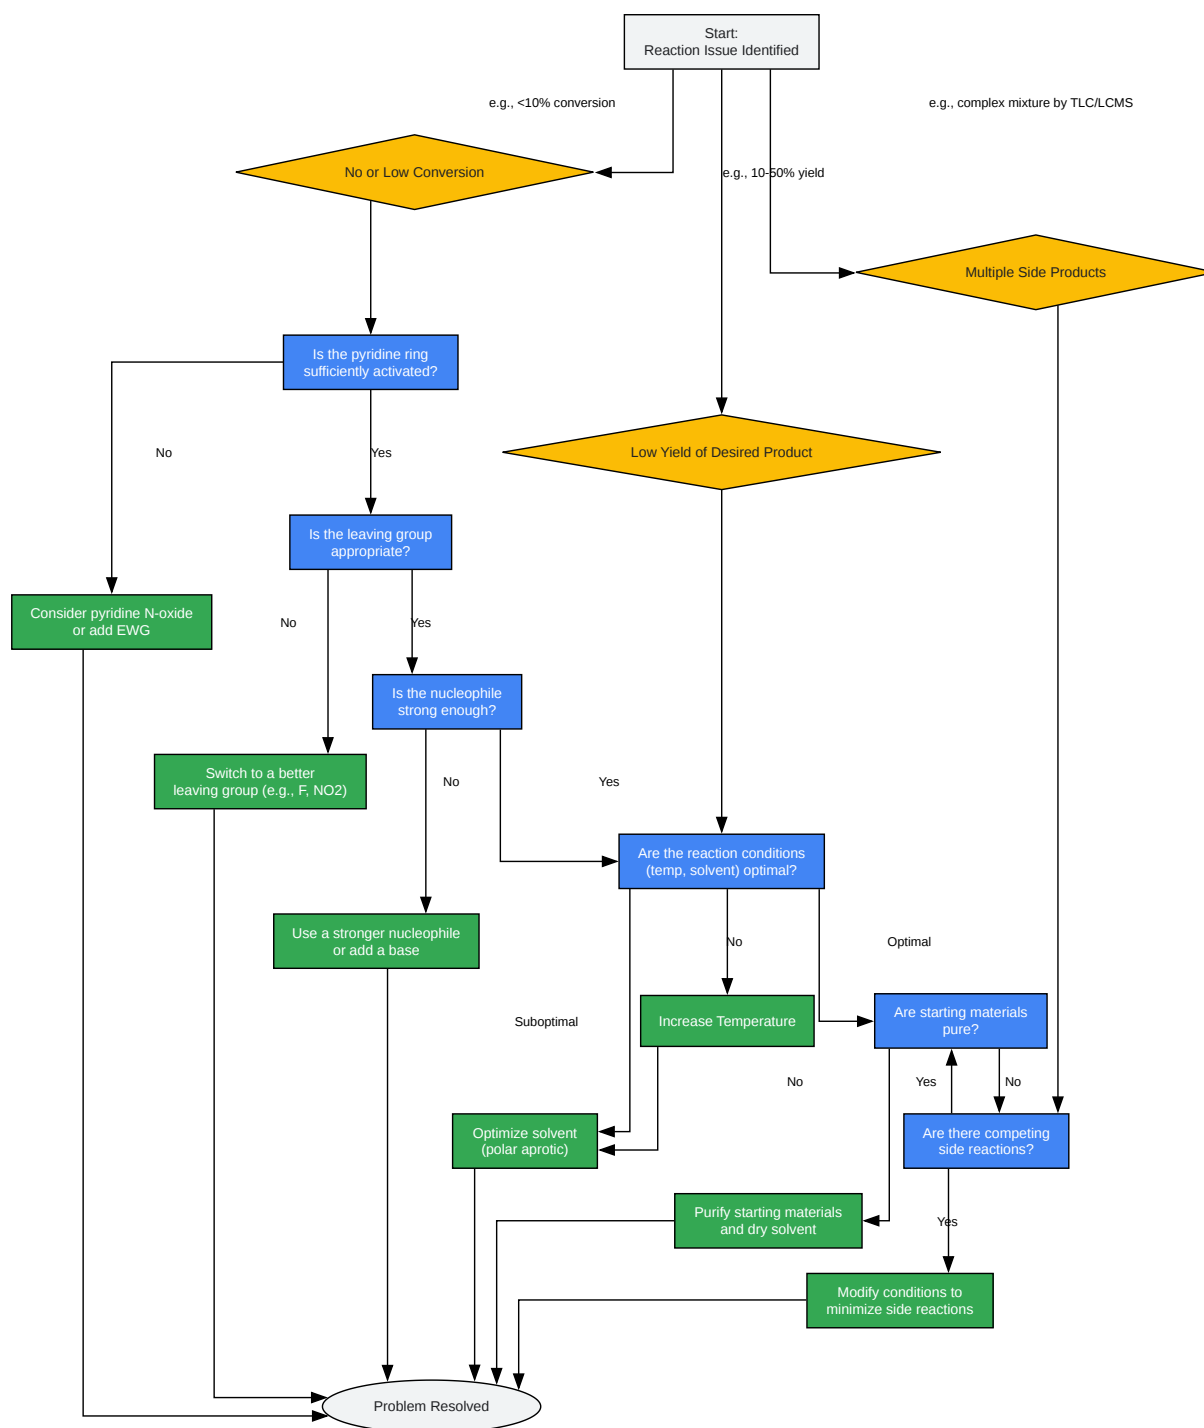 Start:
Reaction Issue Identified
e.g., <10% conversion
e.g., complex mixture by TLC/LCMS
No or Low Conversion
e.g., 10-50% yield
Multiple Side Products
Is the pyridine ring
sufficiently activated?
No
Yes
Low Yield of Desired Product
Is the leaving group
appropriate?
Consider pyridine N-oxide
or add EWG
No
Yes
Is the nucleophile
strong enough?
Switch to a better
leaving group (e.g., F, NO2)
No
Yes
Are the reaction conditions
(temp, solvent) optimal?
Use a stronger nucleophile
or add a base
No
Optimal
Suboptimal
Increase Temperature
Are starting materials
pure?
No
Yes
No
Optimize solvent
(polar aprotic)
Are there competing
side reactions?
Purify starting materials
and dry solvent
Yes
Modify conditions to
minimize side reactions
Problem Resolved